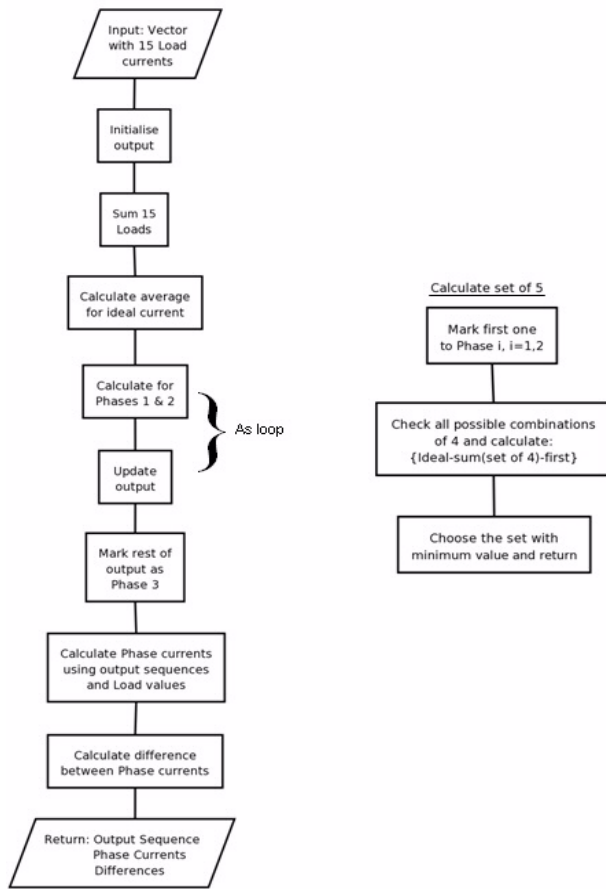 Input: Vector
with 15 Load
currents
Initialise
output
Sum 15
Loads
Calculate average
for ideal current
Calculate for
Phases 1 & 2
As loop
Update
output
Mark rest of
output as
Phase 3
Calculate Phase currents
using output sequences
and Load values
Calculate difference
between Phase currents
Return: Output Sequence
Phase Currents
Differences
Calculate set of 5
Mark first one
to Phase i, i=1,2
Check all possible combinations
of 4 and calculate:
{Ideal-sum(set of 4)-first}
Choose the set with
minimum value and return